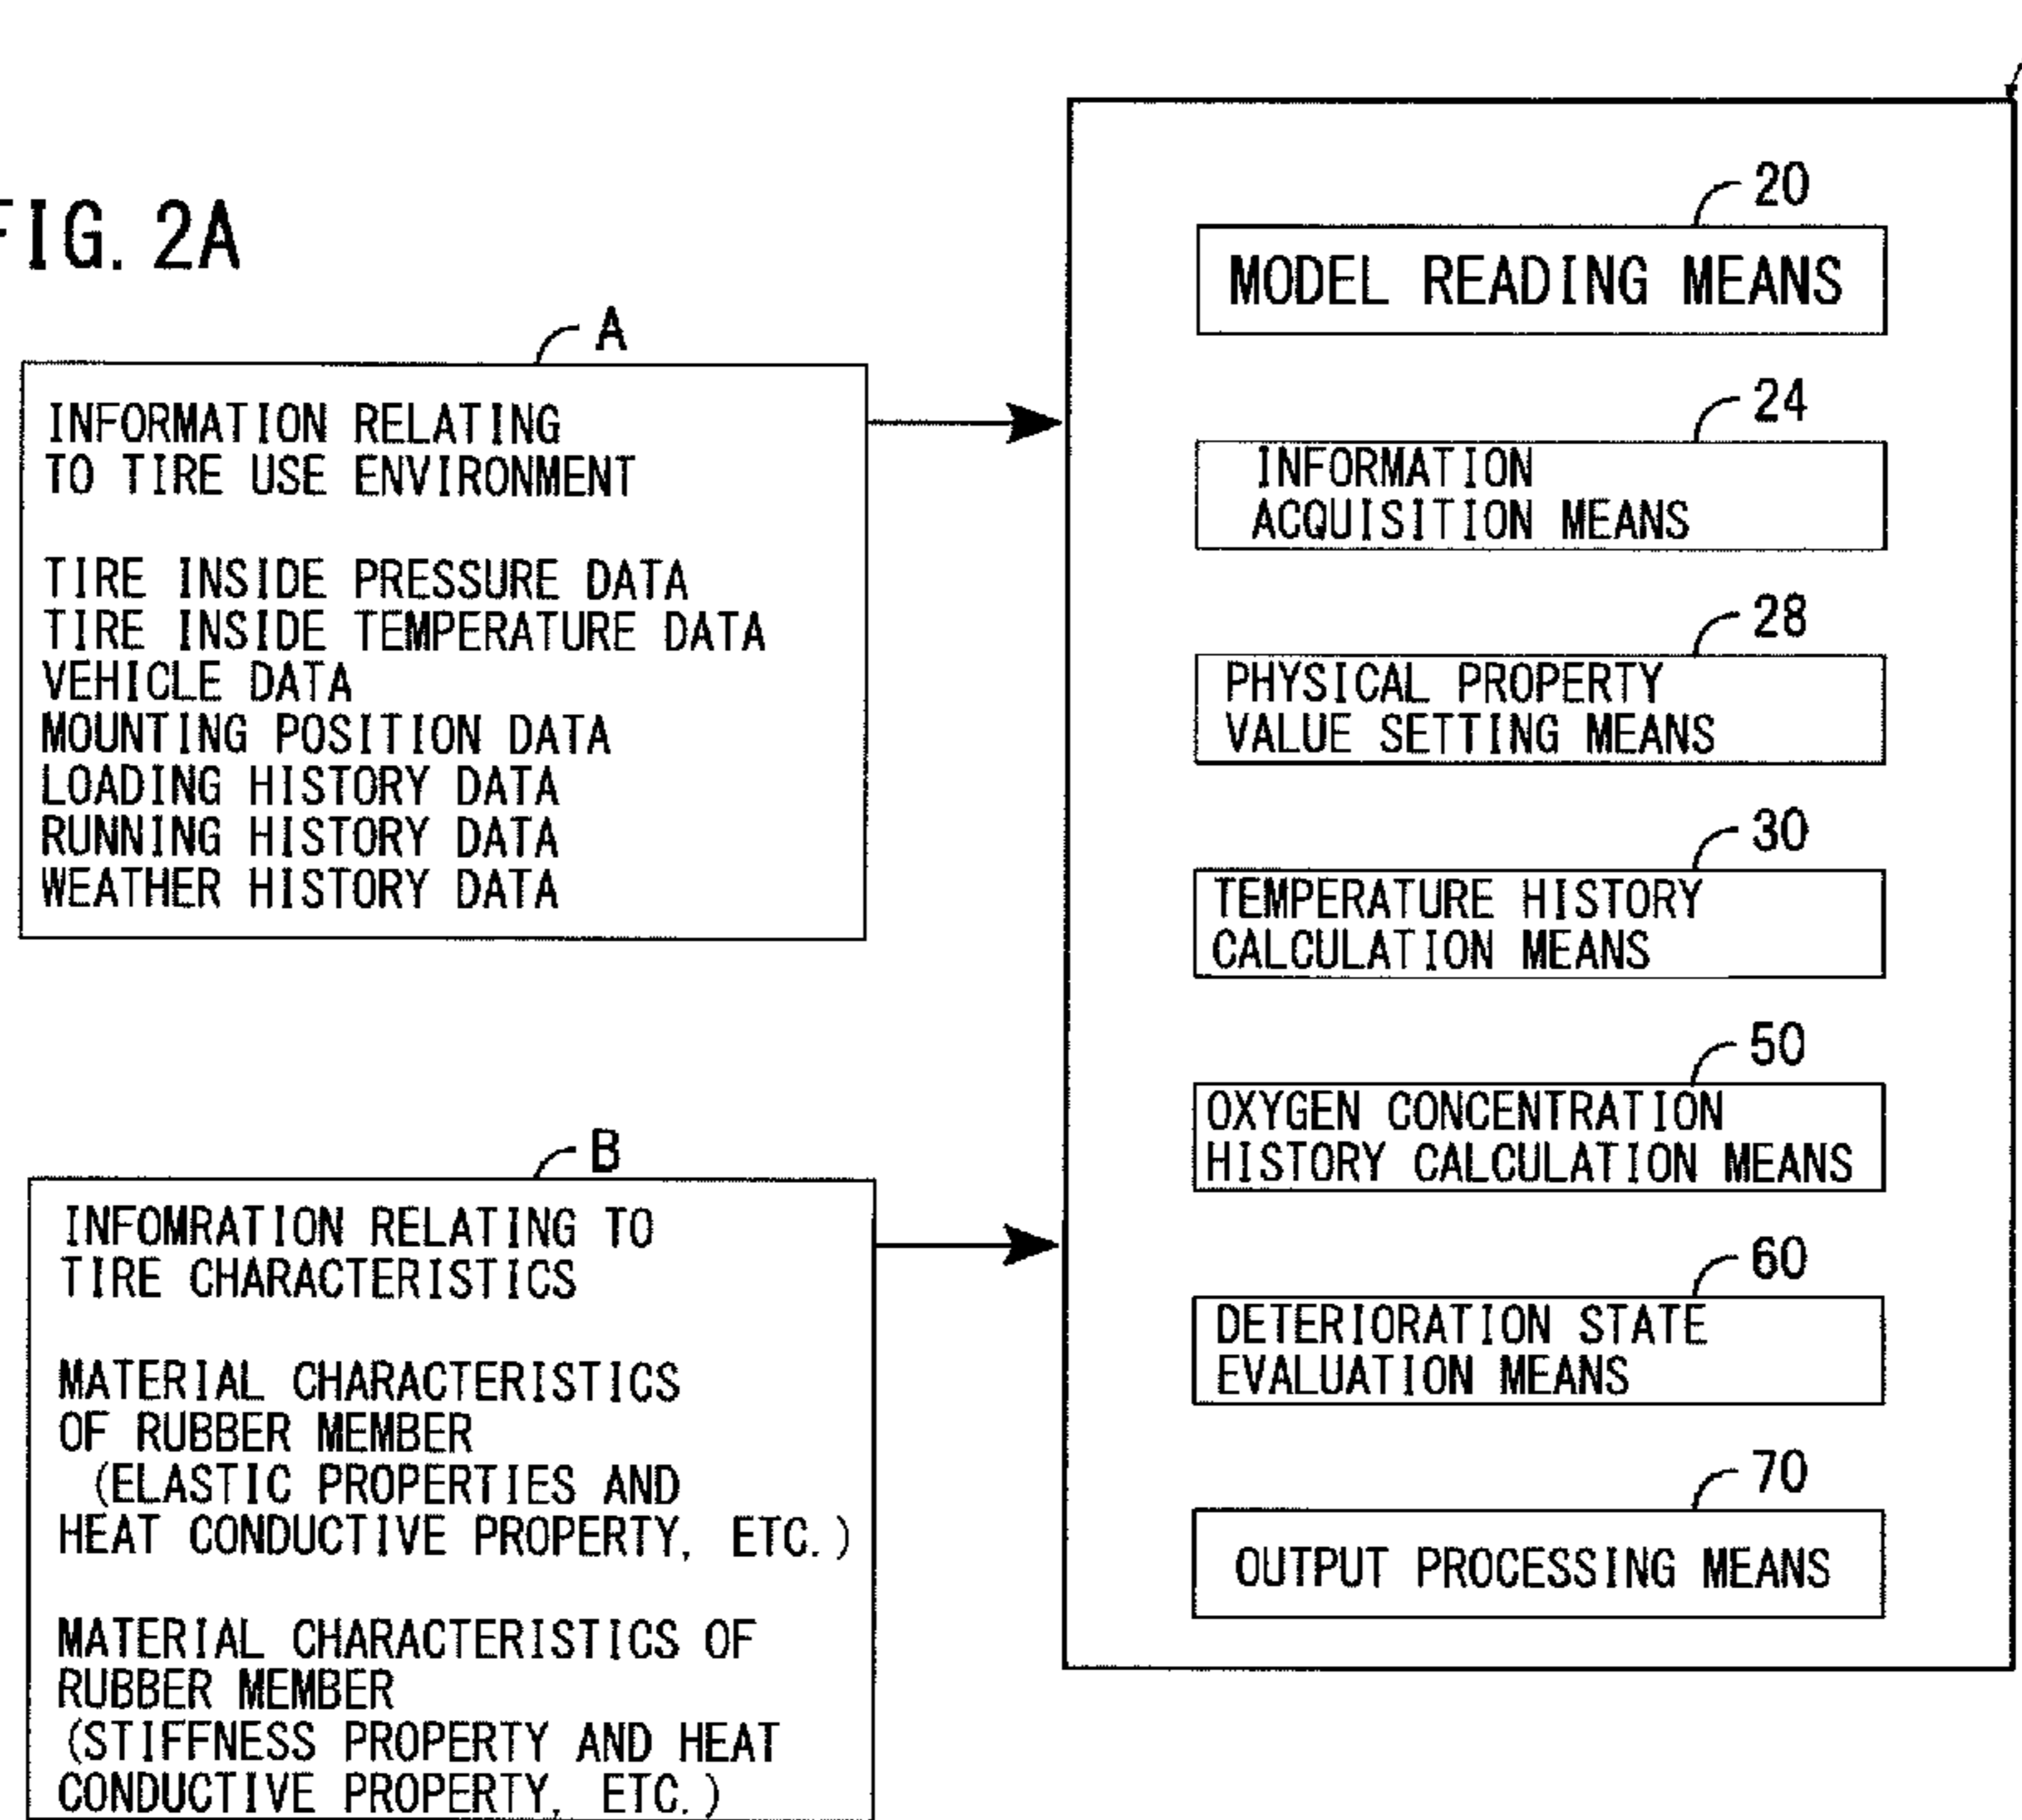 FIG. 2A
A
INFORMATION RELATING
TO TIRE USE ENVIRONMENT
TIRE INSIDE PRESSURE DATA
TIRE INSIDE TEMPERATURE DATA
VEHICLE DATA
MOUNTING POSITION DATA
LOADING HISTORY DATA
RUNNING HISTORY DATA
WEATHER HISTORY DATA
B
INFOMRATION RELATING TO
TIRE CHARACTERISTICS
MATERIAL CHARACTERISTICS
OF RUBBER MEMBER
(ELASTIC PROPERTIES AND
HEAT CONDUCTIVE PROPERTY, ETC.)
MATERIAL CHARACTERISTICS OF
RUBBER MEMBER
(STIFFNESS PROPERTY AND HEAT
CONDUCTIVE PROPERTY, ETC.)
20
MODEL READING MEANS
24
INFORMATION
ACQUISITION MEANS
28
PHYSICAL PROPERTY
VALUE SETTING MEANS
30
TEMPERATURE HISTORY
CALCULATION MEANS
50
OXYGEN CONCENTRATION
HISTORY CALCULATION MEANS
60
DETERIORATION STATE
EVALUATION MEANS
70
OUTPUT PROCESSING MEANS